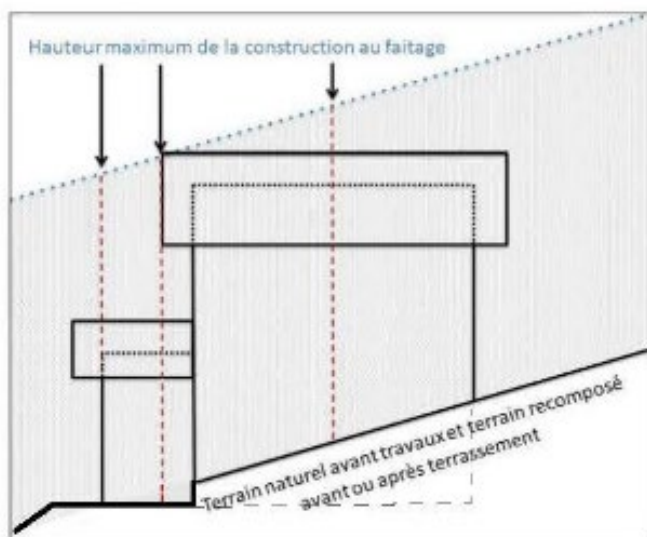 Hauteur maximum de la construction au faitage
Terrain naturel avant travaux et terrain recomposé
avant ou après terrassement